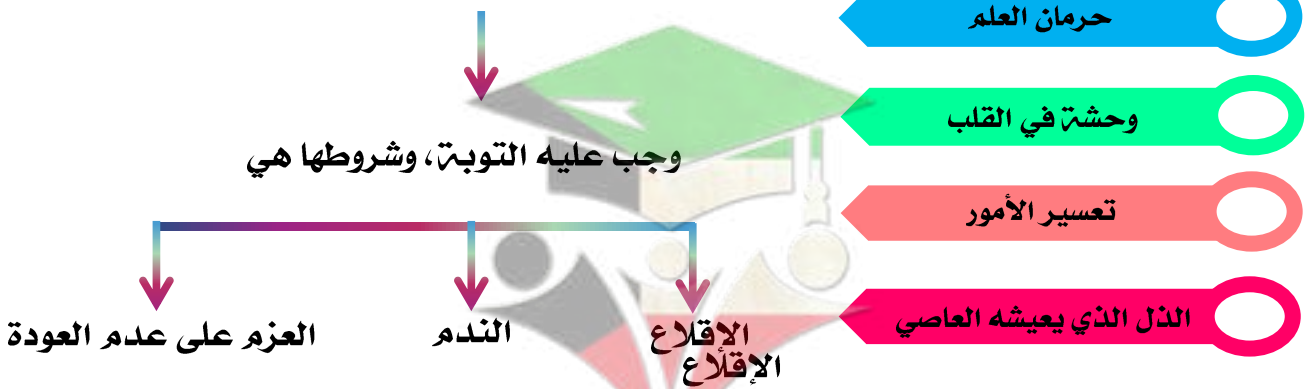 حرمان العلم
وحشة في القلب
تعسير الأمور
الذل الذي يعيشه العاصي
وجب عليه التوبة، وشروطها هي
الإقلاع
الإقلاع
الندم
العزم على عدم العودة